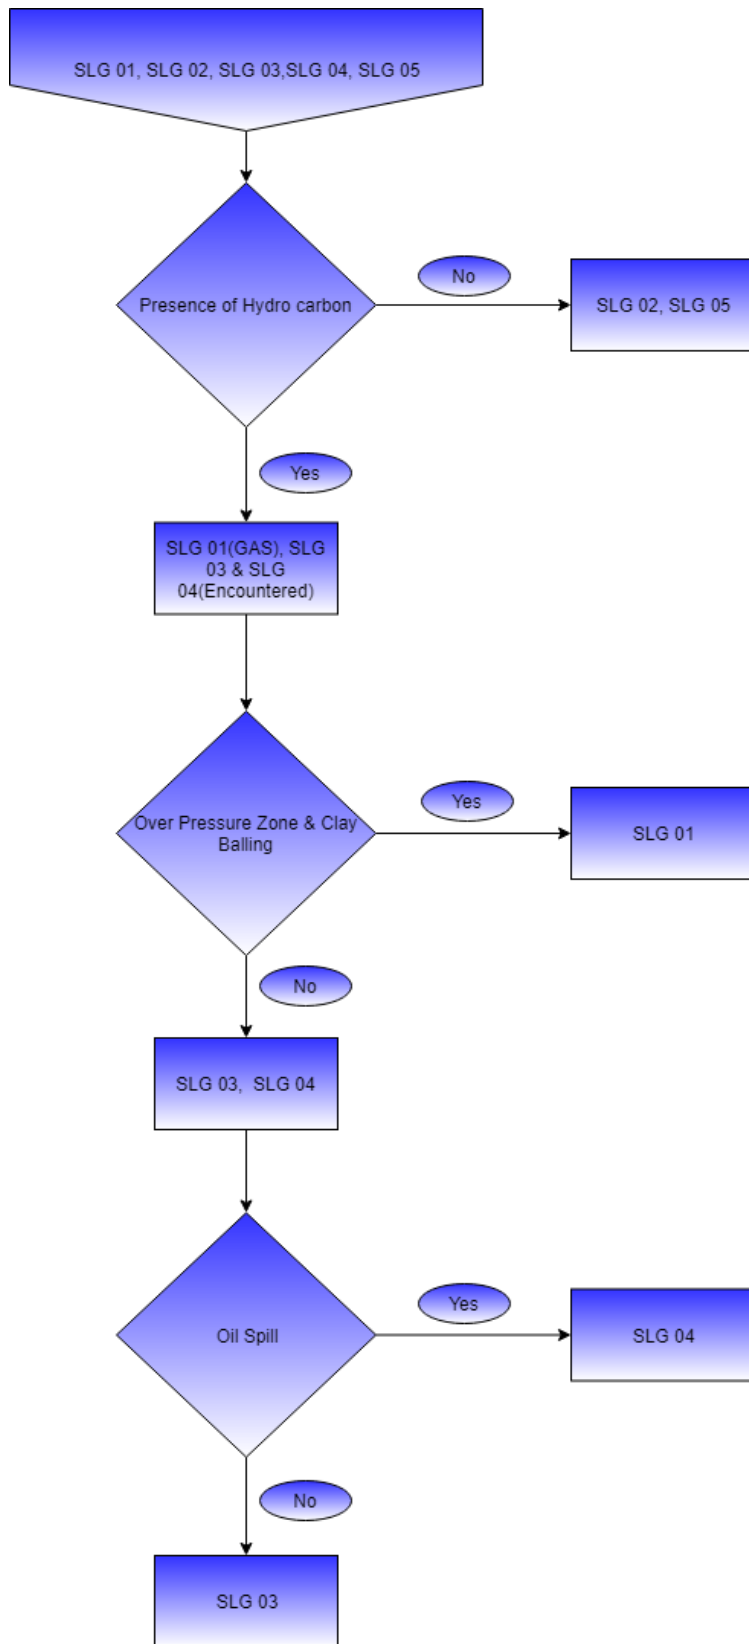 SLG 01, SLG 02, SLG 03,SLG 04, SLG 05
Presence of Hydro carbon
No
SLG 02, SLG 05
Yes
SLG 01(GAS), SLG
03 & SLG
04(Encountered)
Over Pressure Zone & Clay
Balling
Yes
SLG 01
No
SLG 03,  SLG 04
Oil Spill
Yes
SLG 04
No
SLG 03